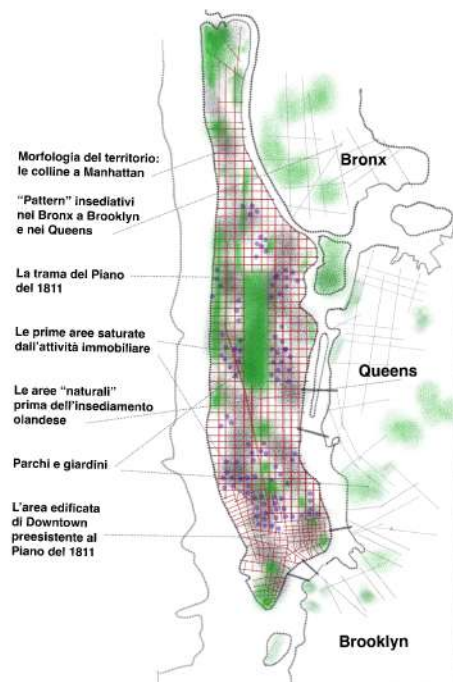 Bronx
Morfologia del territorio:
le colline a Manhattan
“Pattern” insediativi
nel Bronx a Brooklyn
e nei Queens
La trama del Piano
del 1811
Le prime aree saturate
dall’attività immobiliare
Queens
Le aree “naturali”
prima dell’insediamento
olandese
Parchi e giardini
L’area edificata
di Downtown
preesistente al
Piano del 1811
Brooklyn